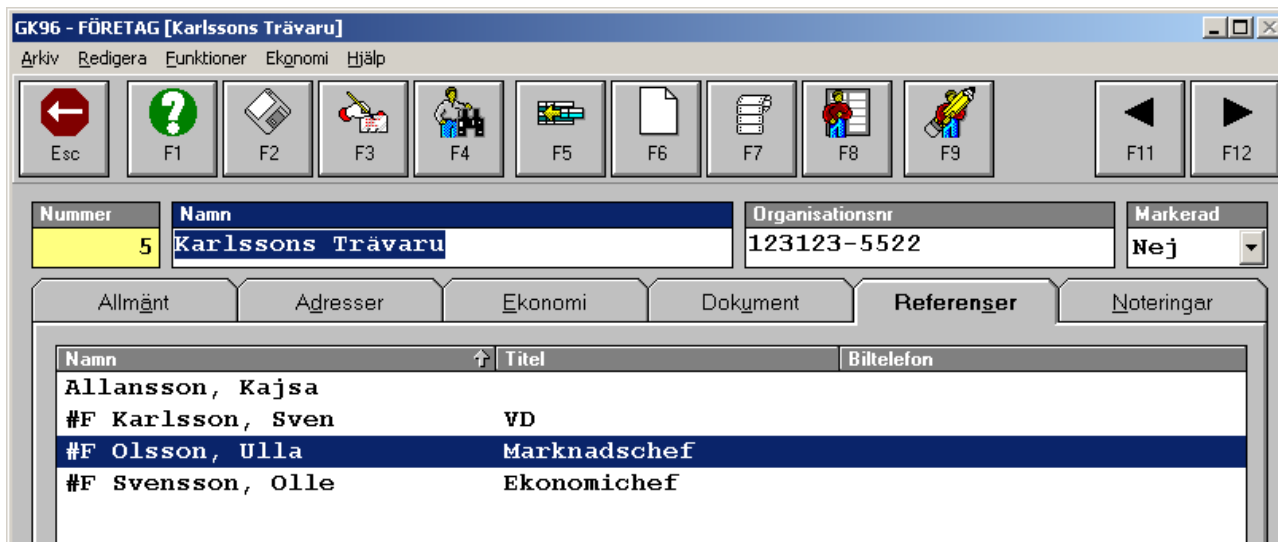 GK96 - FÖRETAG [Karlssons Trävaru]
Arkiv Redigera Funktioner Ekonomi Hjälp
Esc F1 F2 F3 F4 F5 F6 F7 F8 F9 F11 F12
Nummer Namn Organisationsnr Markerad
5 Karlssons Trävaru 123123-5522 Nej
Allmänt Adresser Ekonomi Dokument Referenser Noteringar
Namn Titel Biltelefon
Allansson, Kajsa
#F Karlsson, Sven VD
#F Olsson, Ulla Marknadschef
#F Svensson, Olle Ekonomichef